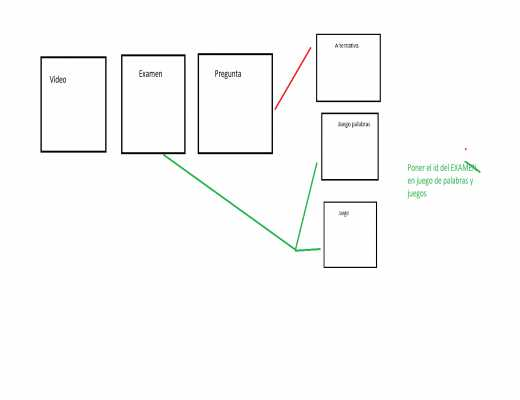 Video
Examen
Pregunta
Alternativa
Juego palabras
Juego
Poner el id del EXAMEN
en juego de palabras y
juegos